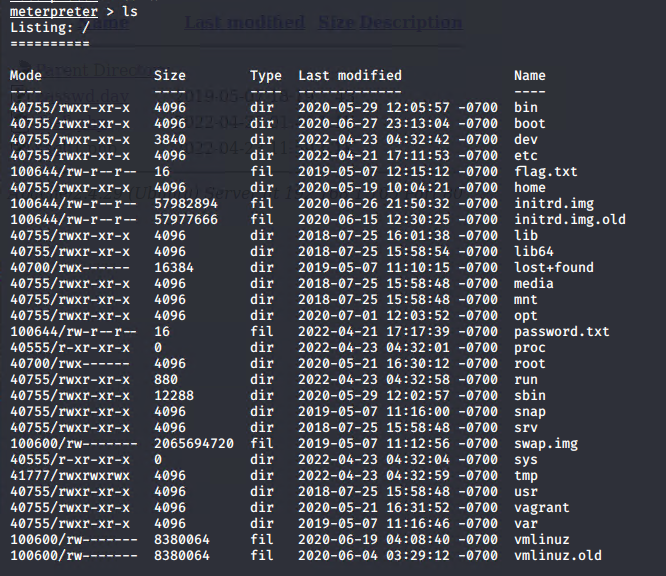 meterpreter > ls
Listing: /
==========
Name Last modified Size Description
Mode Size Type Last modified Name
---- ---- ---- ------------- ----
40755/rwxr-xr-x 4096 dir 2020-05-29 12:05:57 -0700 bin
40755/rwxr-xr-x 4096 dir 2020-06-27 23:13:04 -0700 boot
40755/rwxr-xr-x 3840 dir 2022-04-23 04:32:42 -0700 dev
40755/rwxr-xr-x 4096 dir 2022-04-21 17:11:53 -0700 etc
100644/rw-r--r-- 16 fil 2019-05-07 12:15:12 -0700 flag.txt
40755/rwxr-xr-x 4096 dir 2020-05-19 10:04:21 -0700 home
100644/rw-r--r-- 57982894 fil 2020-06-26 21:50:32 -0700 initrd.img
100644/rw-r--r-- 57977666 fil 2020-06-15 12:30:25 -0700 initrd.img.old
40755/rwxr-xr-x 4096 dir 2018-07-25 16:01:38 -0700 lib
40755/rwxr-xr-x 4096 dir 2018-07-25 15:58:54 -0700 lib64
40700/rwx------ 16384 dir 2019-05-07 11:10:15 -0700 lost+found
40755/rwxr-xr-x 4096 dir 2018-07-25 15:58:48 -0700 media
40755/rwxr-xr-x 4096 dir 2018-07-25 15:58:48 -0700 mnt
40755/rwxr-xr-x 4096 dir 2020-07-01 12:03:52 -0700 opt
100644/rw-r--r-- 16 fil 2022-04-21 17:17:39 -0700 password.txt
40555/r-xr-xr-x 0 dir 2022-04-23 04:32:01 -0700 proc
40700/rwx------ 4096 dir 2020-05-21 16:30:12 -0700 root
40755/rwxr-xr-x 880 dir 2022-04-23 04:32:58 -0700 run
40755/rwxr-xr-x 12288 dir 2020-05-29 12:02:57 -0700 sbin
40755/rwxr-xr-x 4096 dir 2019-05-07 11:16:00 -0700 snap
40755/rwxr-xr-x 4096 dir 2018-07-25 15:58:48 -0700 srv
100600/rw------- 2065694720 fil 2019-05-07 11:12:56 -0700 swap.img
40555/r-xr-xr-x 0 dir 2022-04-23 04:32:04 -0700 sys
41777/rwxrwxrwx 4096 dir 2022-04-23 04:32:59 -0700 tmp
40755/rwxr-xr-x 4096 dir 2018-07-25 15:58:48 -0700 usr
40755/rwxr-xr-x 4096 dir 2020-05-21 16:31:52 -0700 vagrant
40755/rwxr-xr-x 4096 dir 2019-05-07 11:16:46 -0700 var
100600/rw------- 8380064 fil 2020-06-19 04:08:40 -0700 vmlinuz
100600/rw------- 8380064 fil 2020-06-04 03:29:12 -0700 vmlinuz.old